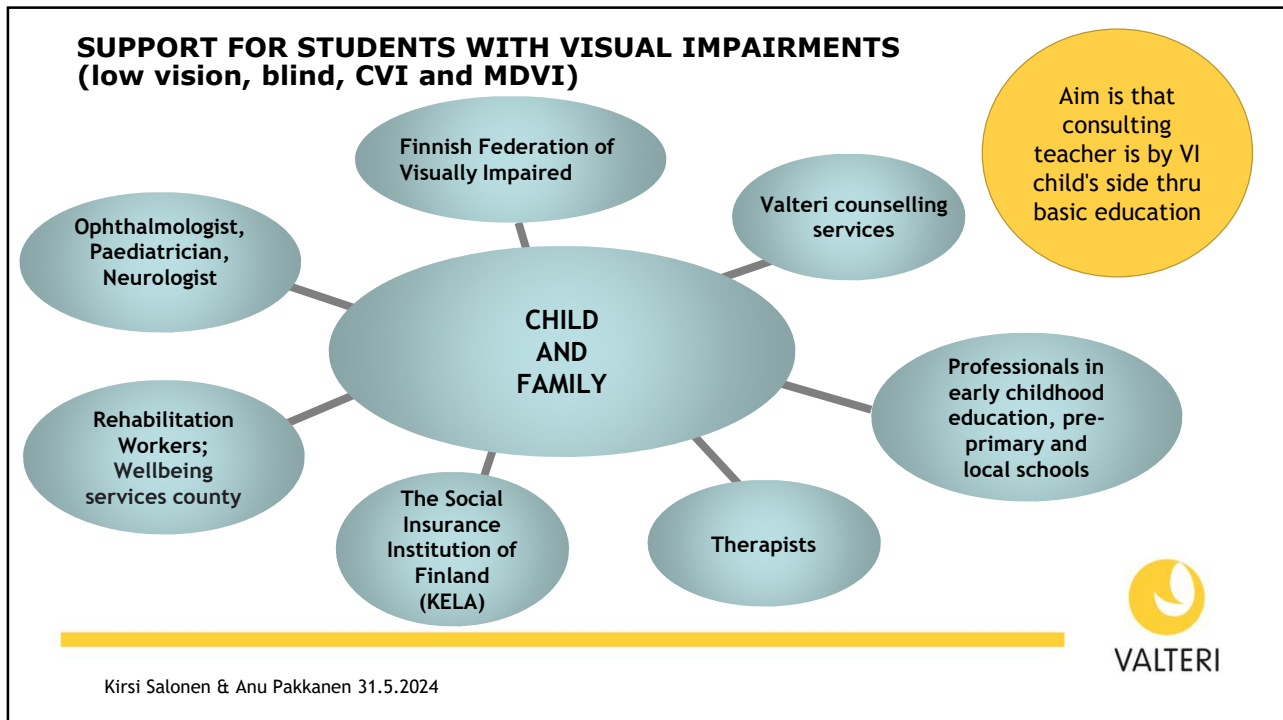 SUPPORT FOR STUDENTS WITH VISUAL IMPAIRMENTS
(low vision, blind, CVI and MDVI)
Aim is that
consulting
teacher is by VI
child's side thru
basic education
Finnish Federation of
Visually Impaired
Valteri counselling
services
Ophthalmologist,
Paediatrician,
Neurologist
CHILD
AND
FAMILY
Professionals in
early childhood
education, pre-
primary and
local schools
Rehabilitation
Workers;
Wellbeing
services county
The Social
Insurance
Institution of
Finland
(KELA)
Therapists
VALTERI
Kirsi Salonen & Anu Pakkanen 31.5.2024